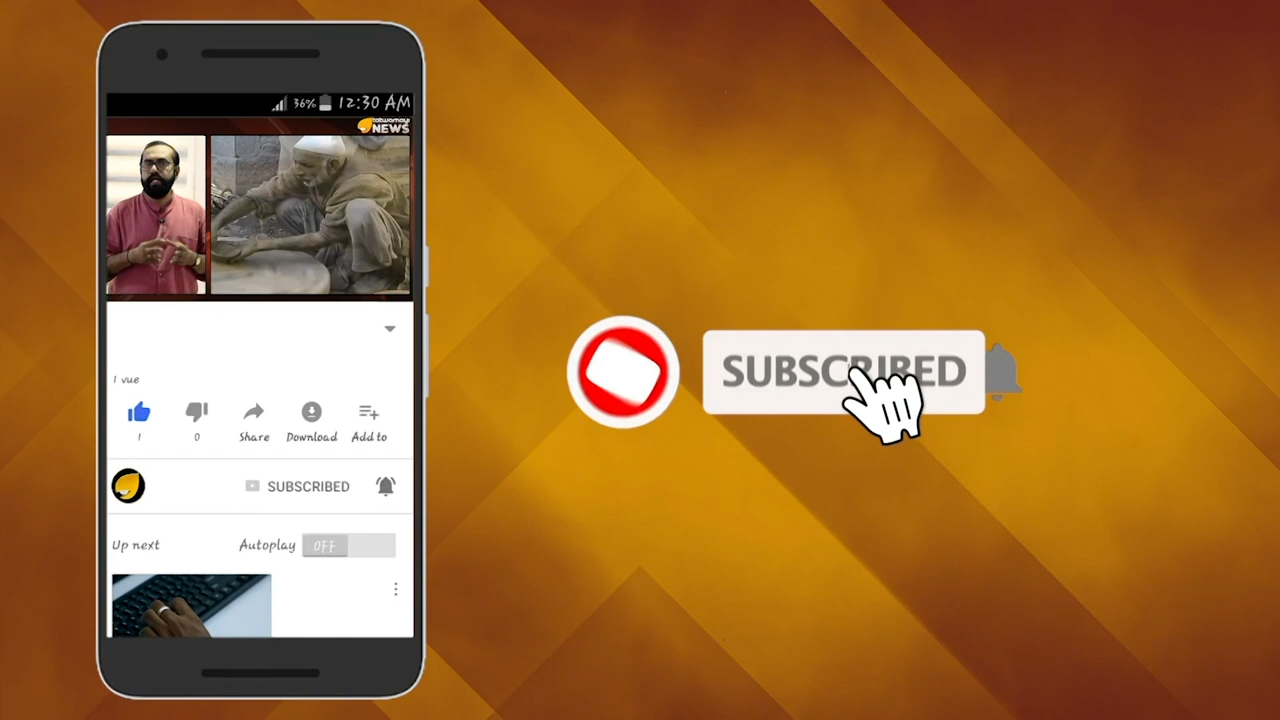 36% 12:30 AM
tatwamayi
NEWS
1 vue
1
0
Share
Download
Add to
SUBSCRIBED
Up next
Autoplay
OFF
SUBSCRIBED